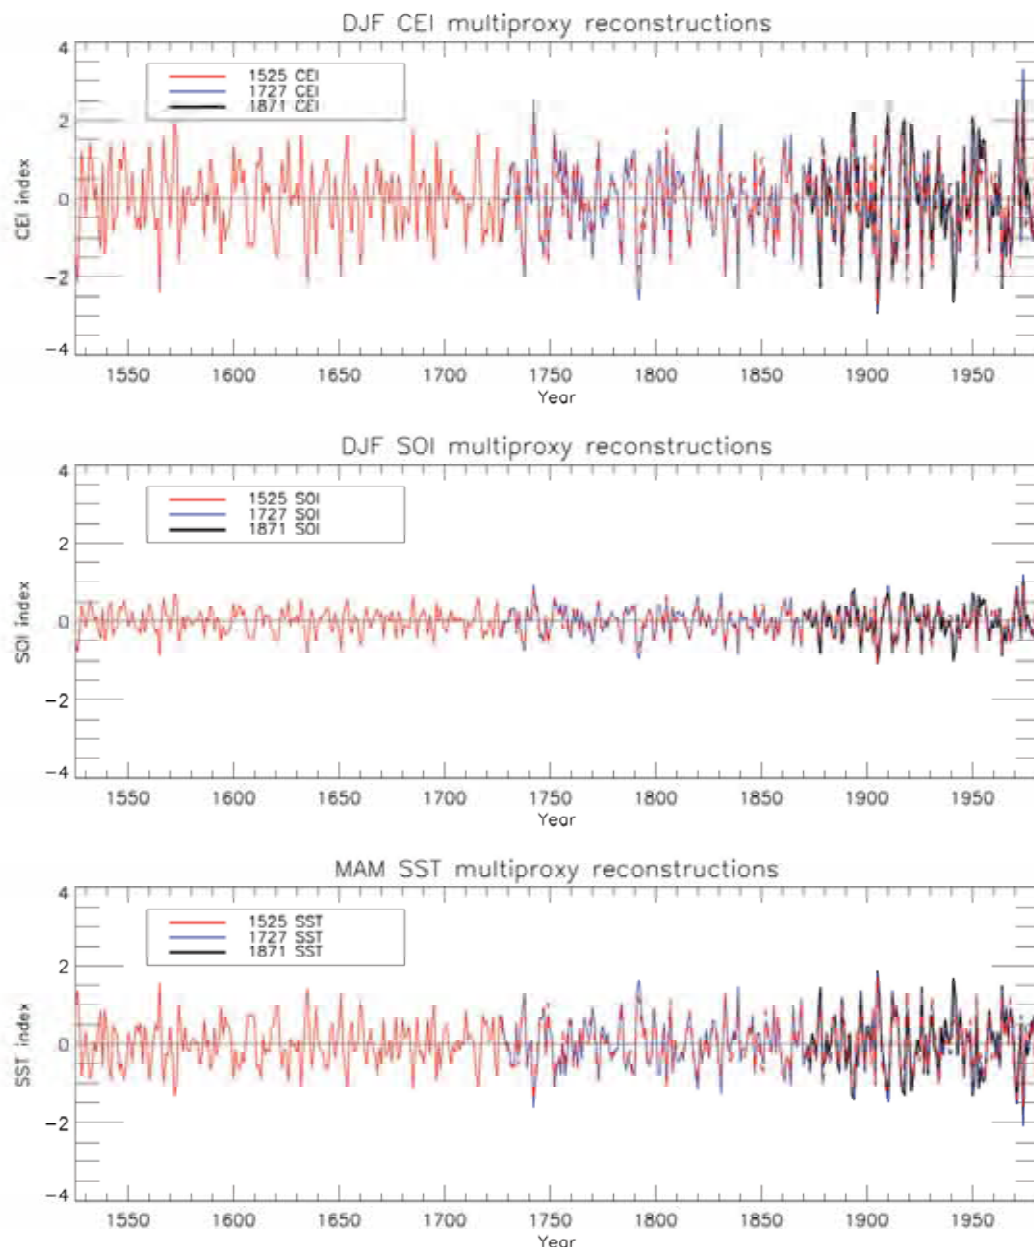 DJF CEI multiproxy reconstructions
4
2
0
−2
−4
CEI index
1525 CEI
1727 CEI
1871 CEI
1550 1600 1650 1700 1750 1800 1850 1900 1950
Year
DJF SOI multiproxy reconstructions
4
2
0
−2
−4
SOI index
1525 SOI
1727 SOI
1871 SOI
1550 1600 1650 1700 1750 1800 1850 1900 1950
Year
MAM SST multiproxy reconstructions
4
2
0
−2
−4
SST index
1525 SST
1727 SST
1871 SST
1550 1600 1650 1700 1750 1800 1850 1900 1950
Year